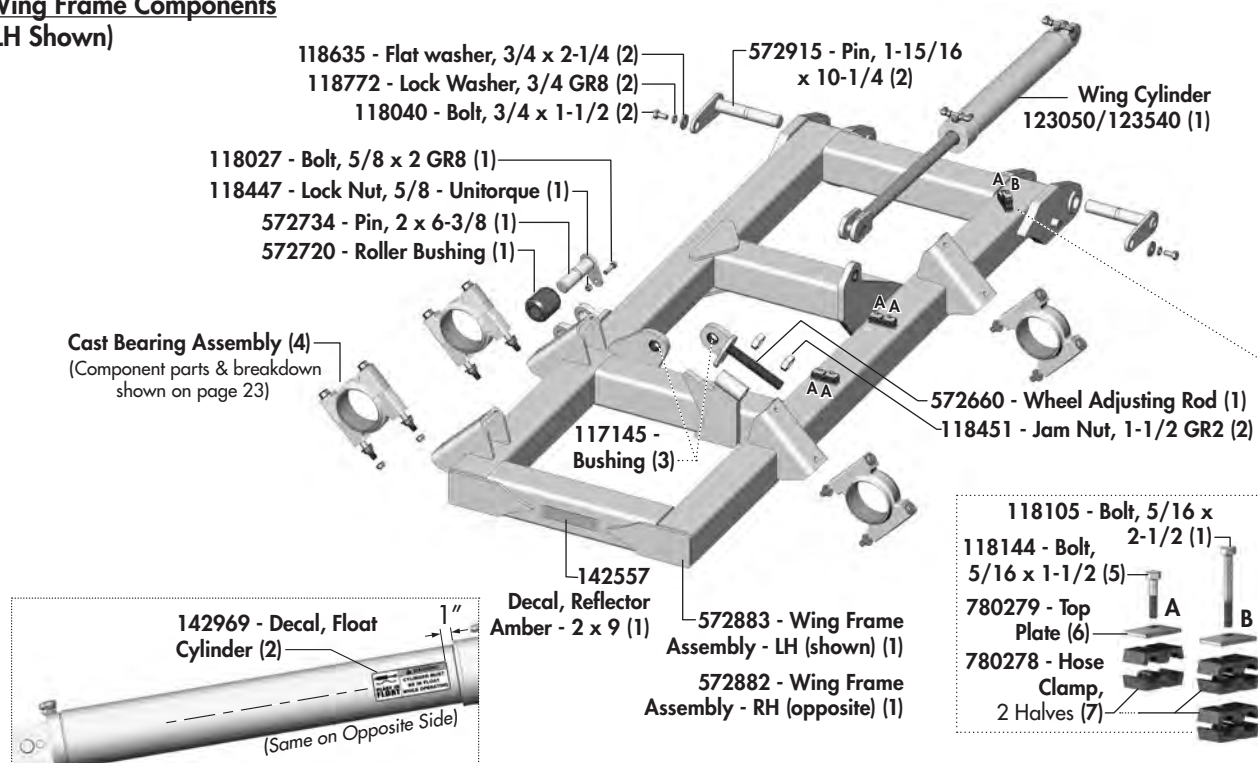 Wing Frame Components
LH Shown)
118635 - Flat washer, 3/4 x 2-1/4 (2)
118772 - Lock Washer, 3/4 GR8 (2)
118040 - Bolt, 3/4 x 1-1/2 (2)
572915 - Pin, 1-15/16
x 10-1/4 (2)
Wing Cylinder
123050/123540 (1)
118027 - Bolt, 5/8 x 2 GR8 (1)
118447 - Lock Nut, 5/8 - Unitorque (1)
572734 - Pin, 2 x 6-3/8 (1)
572720 - Roller Bushing (1)
A B
A A
A A
Cast Bearing Assembly (4)
(Component parts & breakdown
shown on page 23)
572660 - Wheel Adjusting Rod (1)
118451 - Jam Nut, 1-1/2 GR2 (2)
117145 -
Bushing (3)
142557
Decal, Reflector
Amber - 2 x 9 (1)
572883 - Wing Frame
Assembly - LH (shown) (1)
572882 - Wing Frame
Assembly - RH (opposite) (1)
118105 - Bolt, 5/16 x
2-1/2 (1)
118144 - Bolt,
5/16 x 1-1/2 (5)
A
B
780279 - Top
Plate (6)
780278 - Hose
Clamp,
2 Halves (7)
142969 - Decal, Float
Cylinder (2)
1"
FLOAT
CYLINDER MUST
BE IN FLOAT
WHILE OPERATING
(Same on Opposite Side)